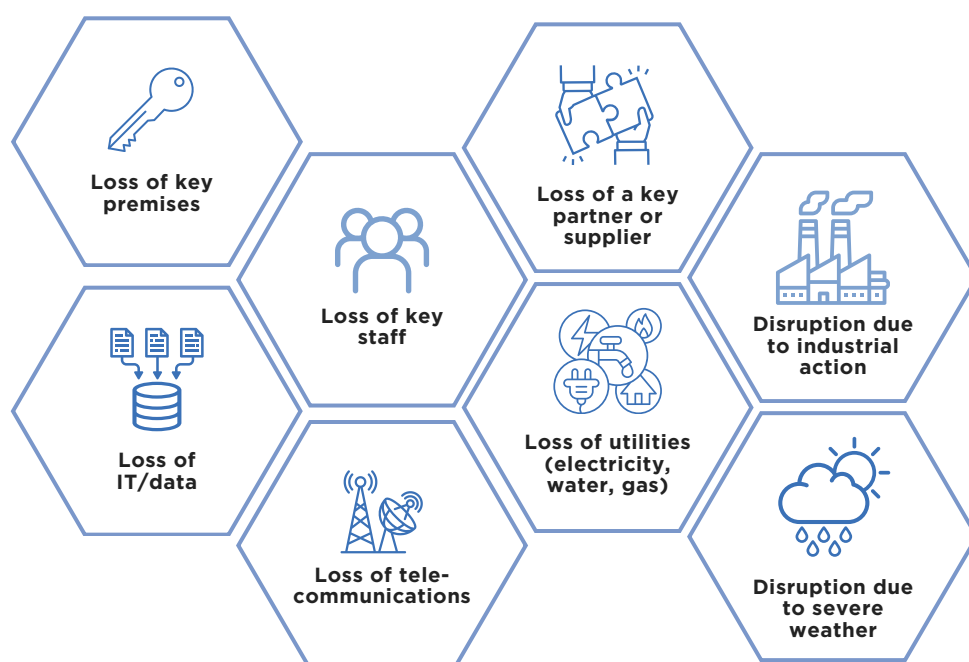 Loss of key
premises
Loss of key
staff
Loss of a key
partner or
supplier
Disruption due
to industrial
action
Loss of
IT/data
Loss of tele-
communications
Loss of utilities
(electricity,
water, gas)
Disruption due
to severe
weather